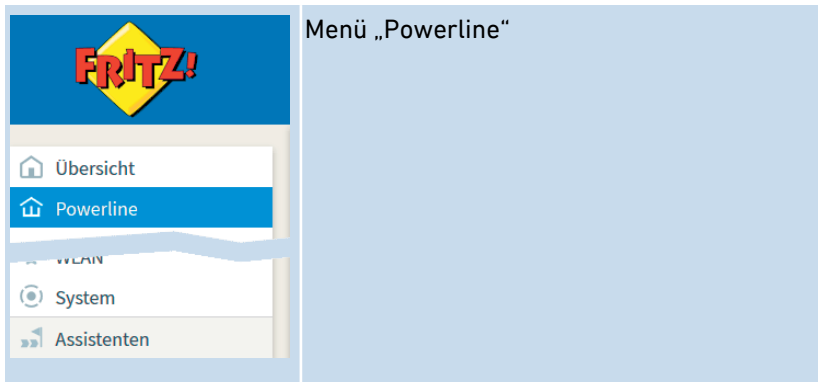 FRITZ!
Menü „Powerline“
Übersicht
Powerline
WLAN
System
Assistenten